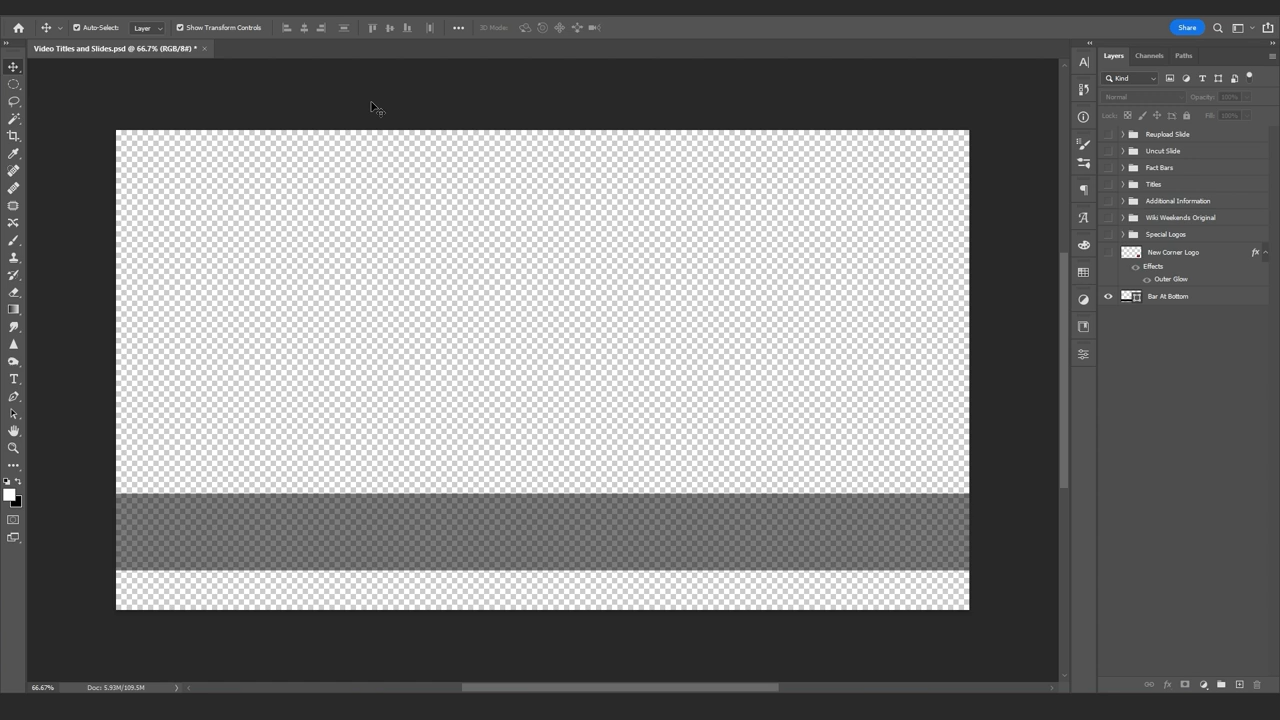 Auto-Select: Layer Show Transform Controls 3D Mode: Share
Video Titles and Slides.psd @ 66.7% (RGB/8#) *
Layers Channels Paths
Kind
Normal Opacity: 100%
Lock: Fill: 100%
Reupload Slide
Uncut Slide
Fact Bars
Titles
Additional Information
Wiki Weekends Original
Special Logos
New Corner Logo fx
Effects
Outer Glow
Bar At Bottom
66.67% Doc: 5.93M/109.5M
fx